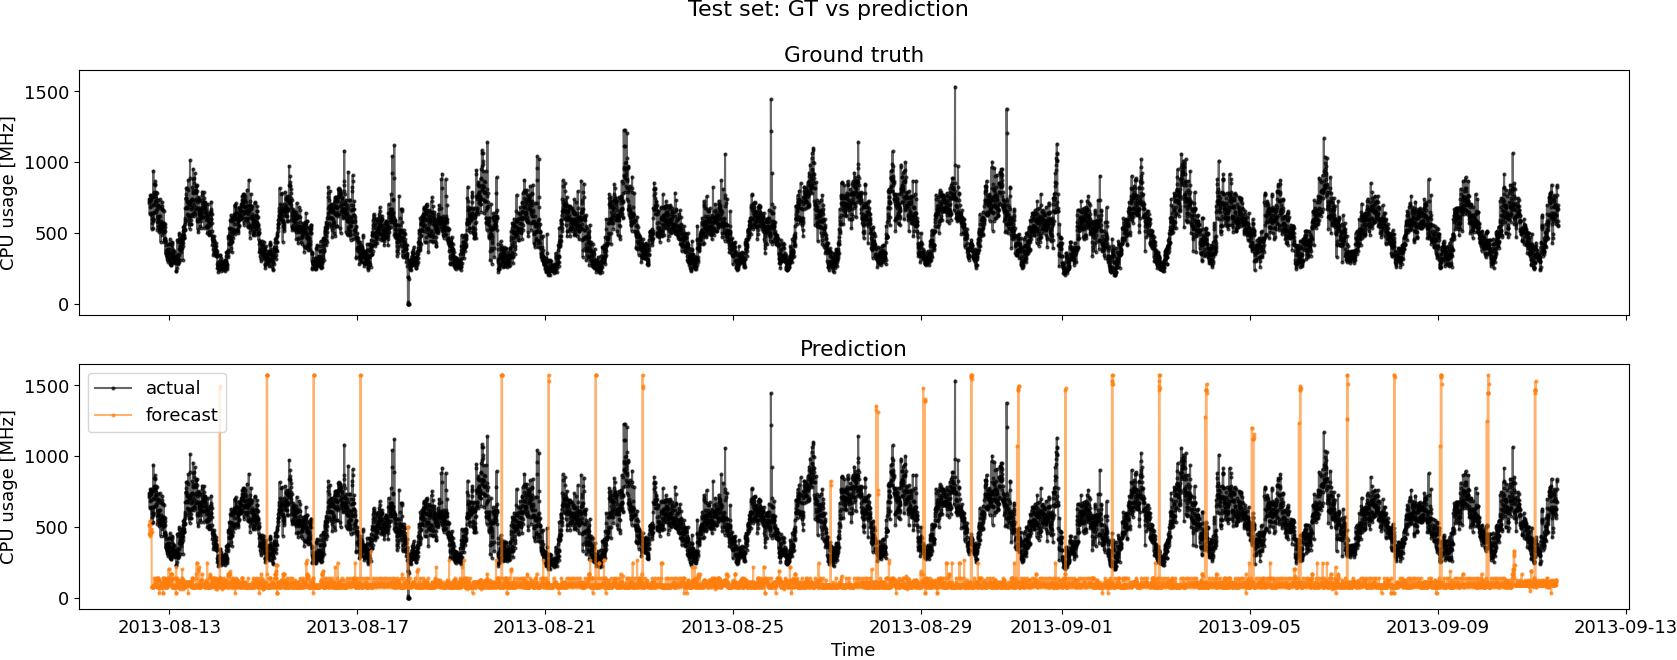 Test set: GT vs prediction
Ground truth
CPU usage [MHz]
1500
1000
500
0
Prediction
CPU usage [MHz]
1500
1000
500
0
actual
forecast
2013-08-13 2013-08-17 2013-08-21 2013-08-25 2013-08-29 2013-09-01 2013-09-05 2013-09-09 2013-09-13
Time